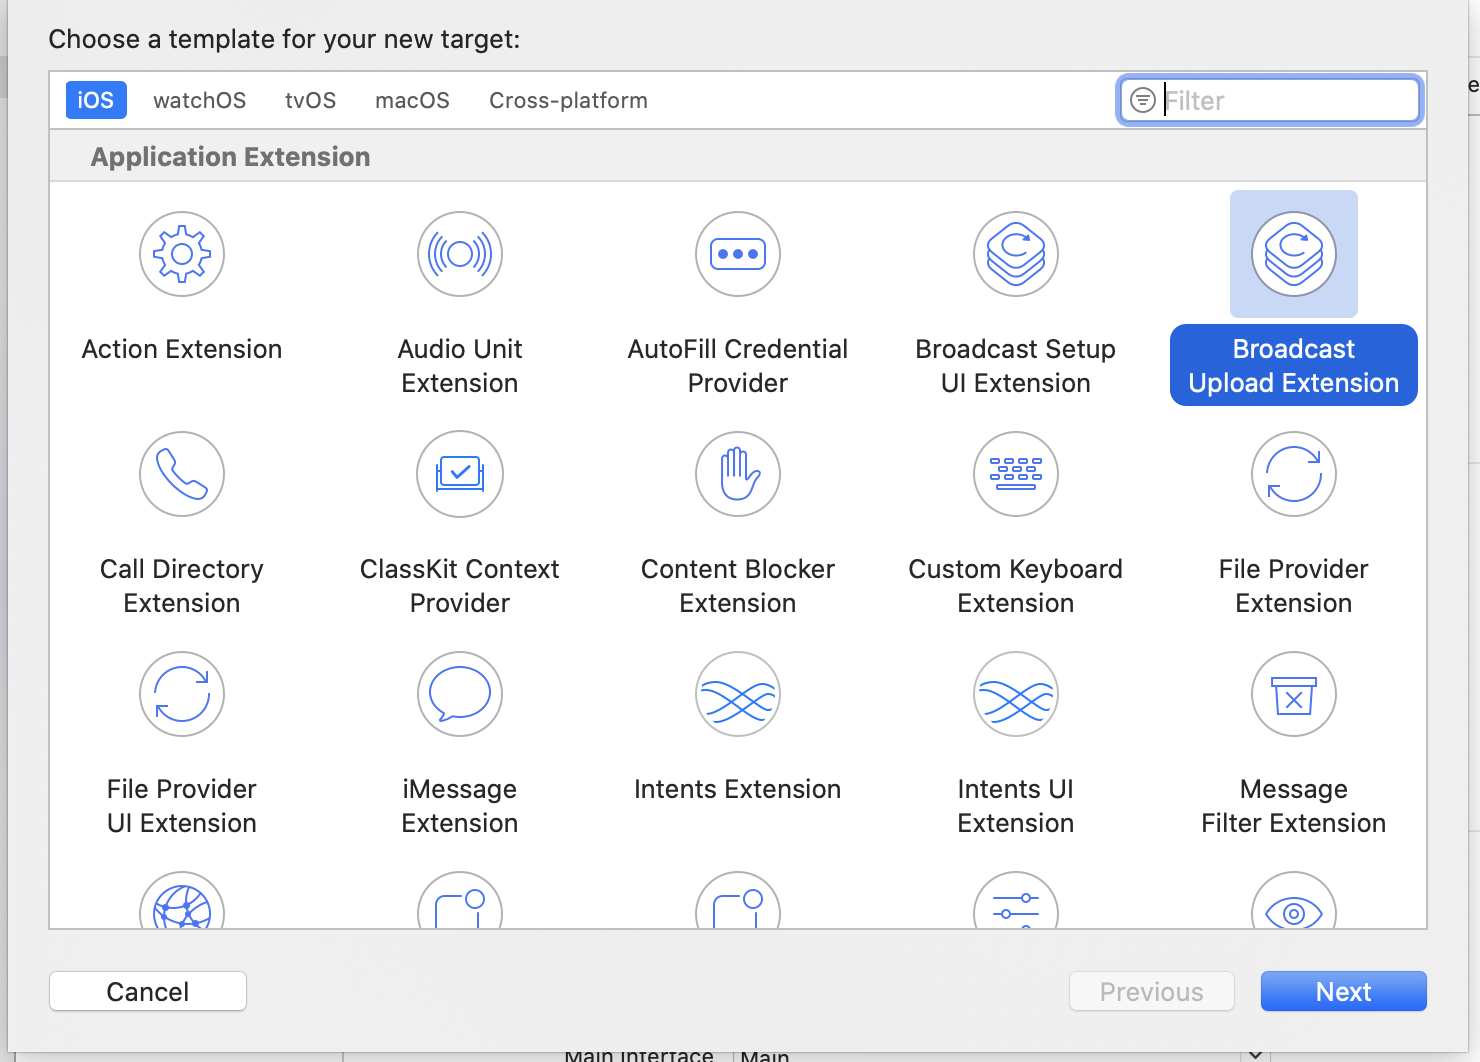 Choose a template for your new target:
iOS watchOS tvOS macOS Cross-platform Filter
Application Extension
Action Extension
Audio Unit
Extension
AutoFill Credential
Provider
Broadcast Setup
UI Extension
Broadcast
Upload Extension
Call Directory
Extension
ClassKit Context
Provider
Content Blocker
Extension
Custom Keyboard
Extension
File Provider
Extension
File Provider
UI Extension
iMessage
Extension
Intents Extension
Intents UI
Extension
Message
Filter Extension
Cancel Previous Next
Main Interface Main